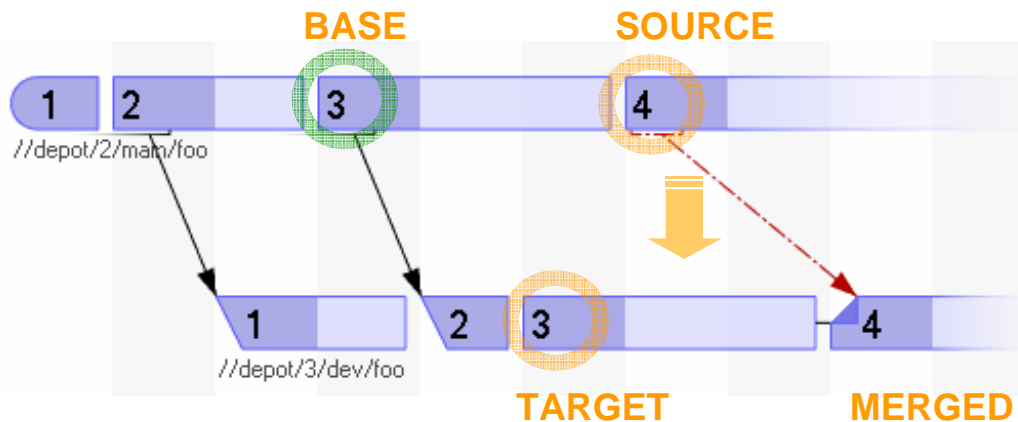 BASE SOURCE
1 2 3 4
//depot/2/main/foo
1 2 3 4
//depot/3/dev/foo
TARGET MERGED